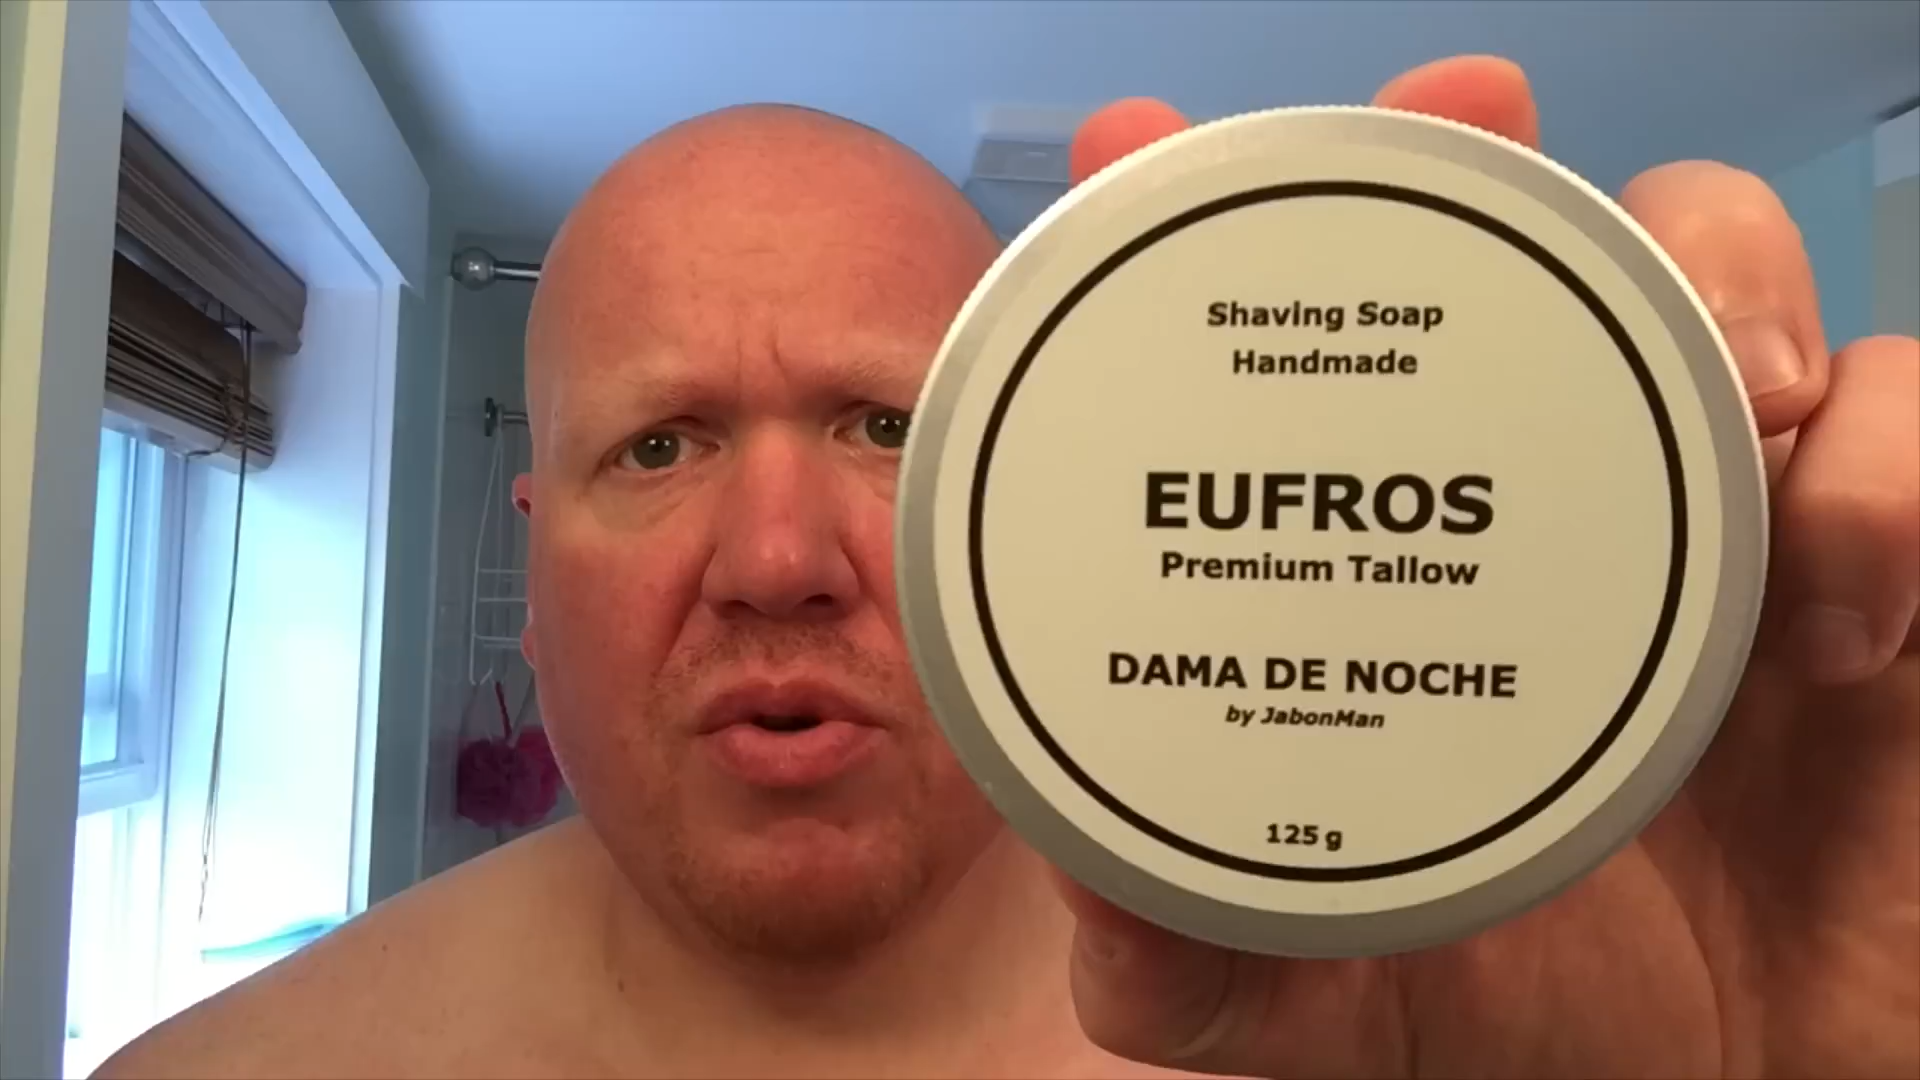 Shaving Soap
Handmade
EUFROS
Premium Tallow
DAMA DE NOCHE
by JabonMan
125 g